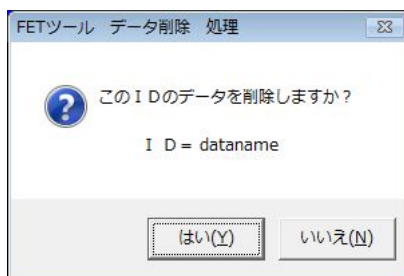 FETツール データ削除 処理
このＩＤのデータを削除しますか？
Ｉ Ｄ＝ dataname
はい(Y) いいえ(N)